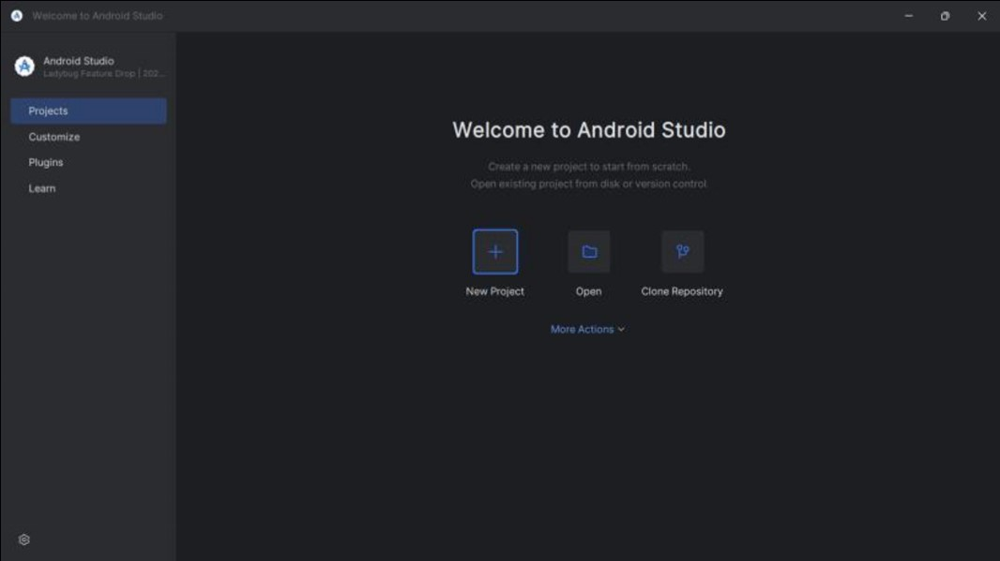 Welcome to Android Studio
Android Studio
Ladybug Feature Drop | 202...
Projects
Customize
Plugins
Learn
Welcome to Android Studio
Create a new project to start from scratch.
Open existing project from disk or version control.
New Project
Open
Clone Repository
More Actions